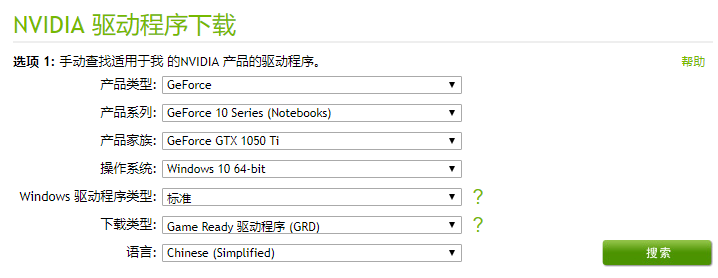 NVIDIA 驱动程序下载
选项 1: 手动查找适用于我 的NVIDIA 产品的驱动程序。 帮助
产品类型: GeForce
产品系列: GeForce 10 Series (Notebooks)
产品家族: GeForce GTX 1050 Ti
操作系统: Windows 10 64-bit
Windows 驱动程序类型: 标准 ?
下载类型: Game Ready 驱动程序 (GRD) ?
语言: Chinese (Simplified) 搜索